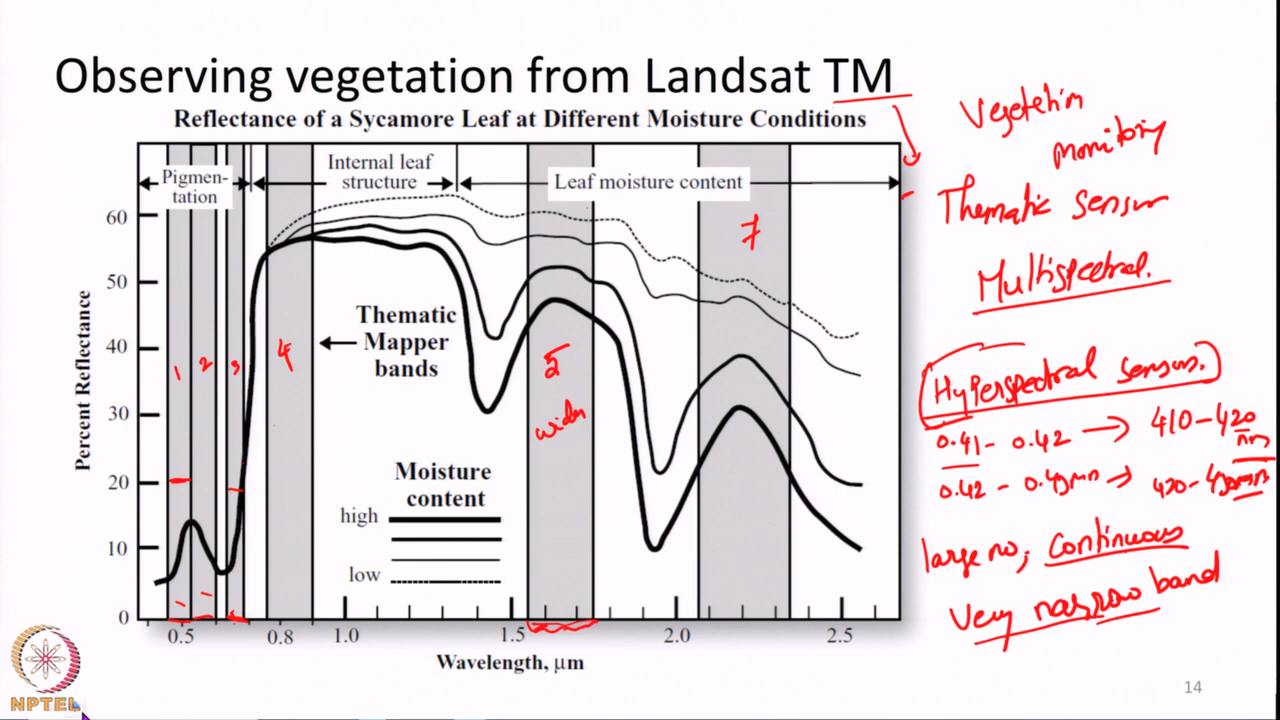 Observing vegetation from Landsat TM
Reflectance of a Sycamore Leaf at Different Moisture Conditions
Pigmen-
tation
Internal leaf
structure
Leaf moisture content
60
50
40
30
20
10
0
Percent Reflectance
1 2 3 4 5 7
wider
Thematic
Mapper
bands
Moisture
content
high
low
0.5 0.8 1.0 1.5 2.0 2.5
Wavelength, µm
Vegetation
monitoring
Thematic sensor
Multispectral.
Hyperspectral sensors.
0.41 - 0.42 → 410-420
nm
0.42 - 0.43 µm → 420-430 nm
large no, continuous
Very narrow band
NPTEL
14